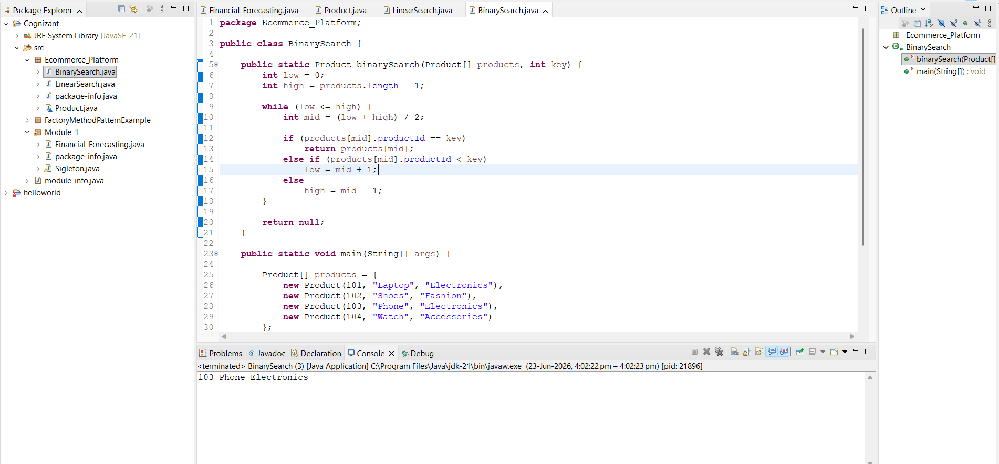 Package Explorer
Cognizant
JRE System Library [JavaSE-21]
src
Ecommerce_Platform
BinarySearch.java
LinearSearch.java
package-info.java
Product.java
FactoryMethodPatternExample
Module_1
Financial_Forecasting.java
package-info.java
Sigleton.java
module-info.java
helloworld
Financial_Forecasting.java Product.java LinearSearch.java BinarySearch.java
1 package Ecommerce_Platform;
2
3 public class BinarySearch {
4
5     public static Product binarySearch(Product[] products, int key) {
6         int low = 0;
7         int high = products.length - 1;
8
9         while (low <= high) {
10             int mid = (low + high) / 2;
11
12             if (products[mid].productId == key)
13                 return products[mid];
14             else if (products[mid].productId < key)
15                 low = mid + 1;
16             else
17                 high = mid - 1;
18         }
19
20         return null;
21     }
22
23     public static void main(String[] args) {
24
25         Product[] products = {
26             new Product(101, "Laptop", "Electronics"),
27             new Product(102, "Shoes", "Fashion"),
28             new Product(103, "Phone", "Electronics"),
29             new Product(104, "Watch", "Accessories")
30         };
Problems Javadoc Declaration Console Debug
<terminated> BinarySearch (3) [Java Application] C:\Program Files\Java\jdk-21\bin\javaw.exe (23-Jun-2026, 4:02:22 pm – 4:02:23 pm) [pid: 21896]
103 Phone Electronics
Outline
Ecommerce_Platform
BinarySearch
binarySearch(Product[]
main(String[]) : void